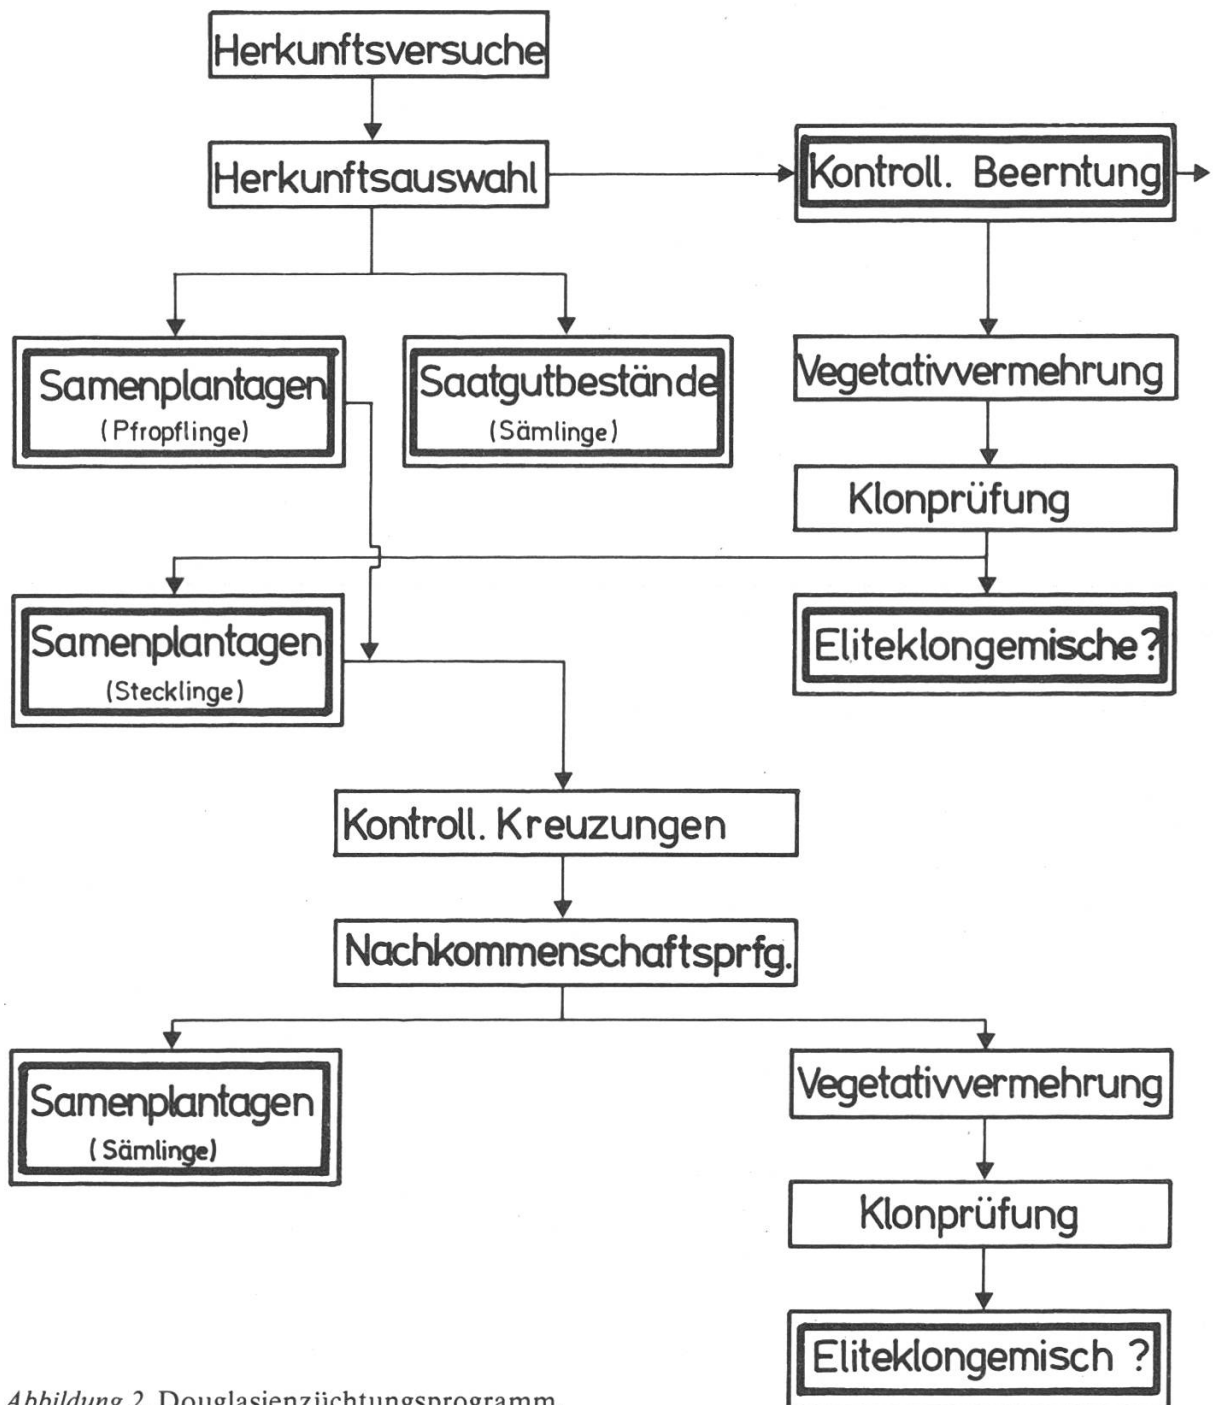 Herkunftsversuche
Herkunftsauswahl
Kontroll. Beerntung
Samenplantagen
(Pfropflinge)
Saatgutbestände
(Sämlinge)
Vegetativvermehrung
Klonprüfung
Samenplantagen
(Stecklinge)
Eliteklongemische?
Kontroll. Kreuzungen
Nachkommenschaftsprfg.
Samenplantagen
(Sämlinge)
Vegetativvermehrung
Klonprüfung
Eliteklongemisch ?
Abbildung 2. Douglasienzüchtungsprogramm.